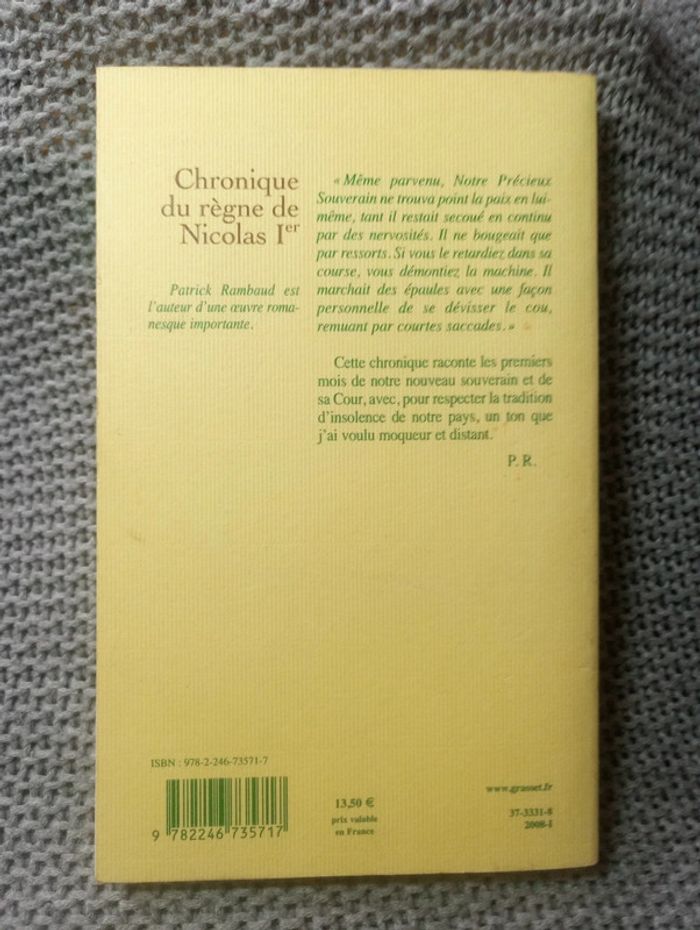 Chronique
du règne de
Nicolas Ier
Patrick Rambaud est
l'auteur d'une œuvre roma-
nesque importante.
« Même parvenu, Notre Précieux
Souverain ne trouva point la paix en lui-
même, tant il restait secoué en continu
par des nervosités. Il ne bougeait que
par ressorts. Si vous le retardiez dans sa
course, vous démontiez la machine. Il
marchait des épaules avec une façon
personnelle de se dévisser le cou,
remuant par courtes saccades. »
Cette chronique raconte les premiers
mois de notre nouveau souverain et de
sa Cour, avec, pour respecter la tradition
d'insolence de notre pays, un ton que
j'ai voulu moqueur et distant.
P. R.
ISBN : 978-2-246-73571-7
9 782246 735717
13,50 €
prix valable
en France
www.grasset.fr
37-3331-8
2008-I